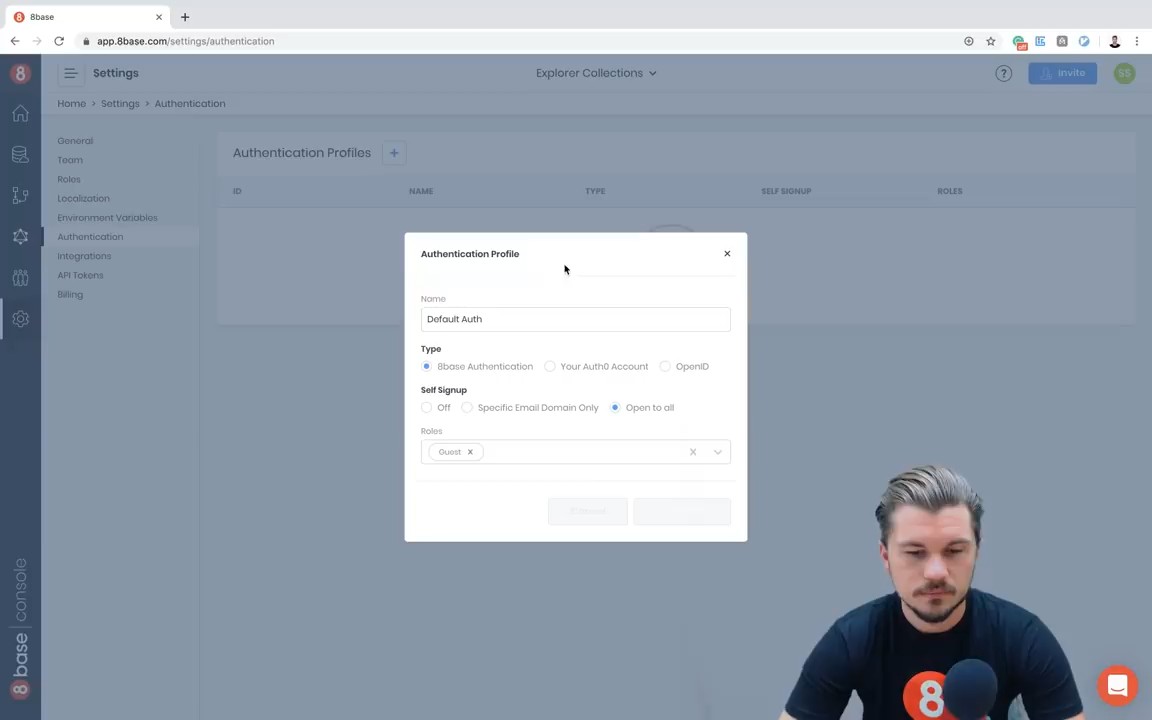 8base
app.8base.com/settings/authentication
off
Settings
Explorer Collections
?
Invite
SS
Home > Settings > Authentication
General
Team
Roles
Localization
Environment Variables
Authentication
Integrations
API Tokens
Billing
Authentication Profiles +
ID NAME TYPE SELF SIGNUP ROLES
Authentication Profile
Name
Default Auth
Type
8base Authentication Your Auth0 Account OpenID
Self Signup
Off Specific Email Domain Only Open to all
Roles
Guest
8base console
8